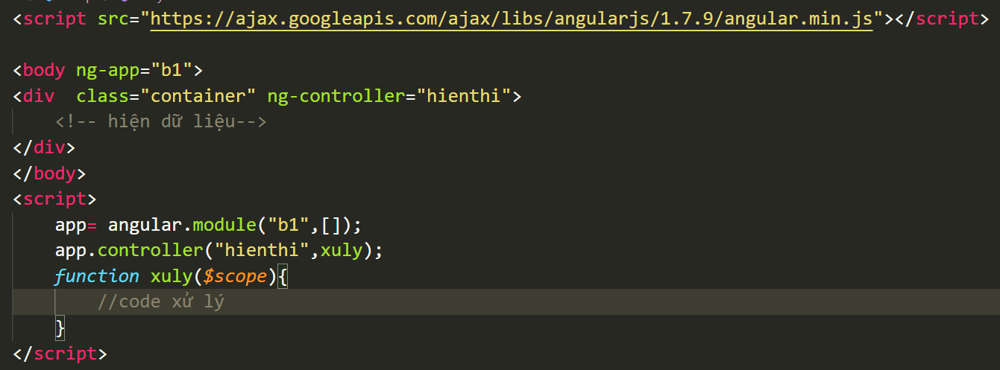 <script src="https://ajax.googleapis.com/ajax/libs/angularjs/1.7.9/angular.min.js"></script>
<body ng-app="b1">
<div  class="container" ng-controller="hienthi">
    <!-- hiện dữ liệu-->
</div>
</body>
<script>
    app= angular.module("b1",[]);
    app.controller("hienthi",xuly);
    function xuly($scope){
        //code xử lý
    }
</script>